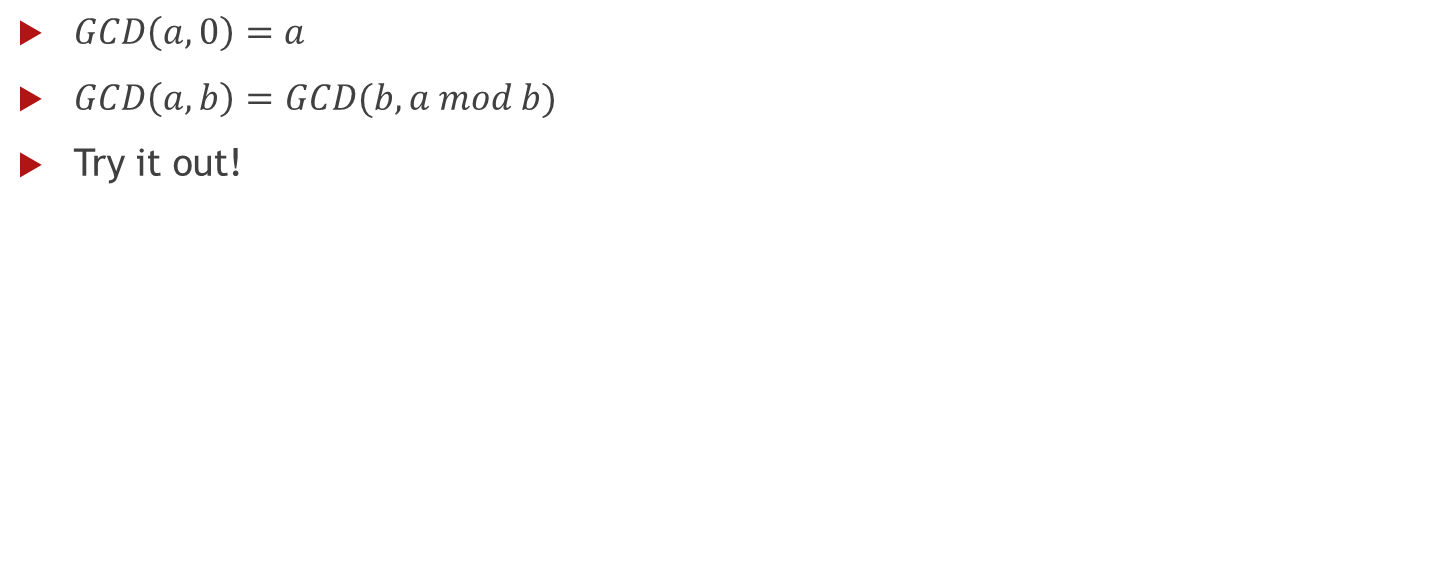 GCD(a, 0) = a
GCD(a, b) = GCD(b, a mod b)
Try it out!